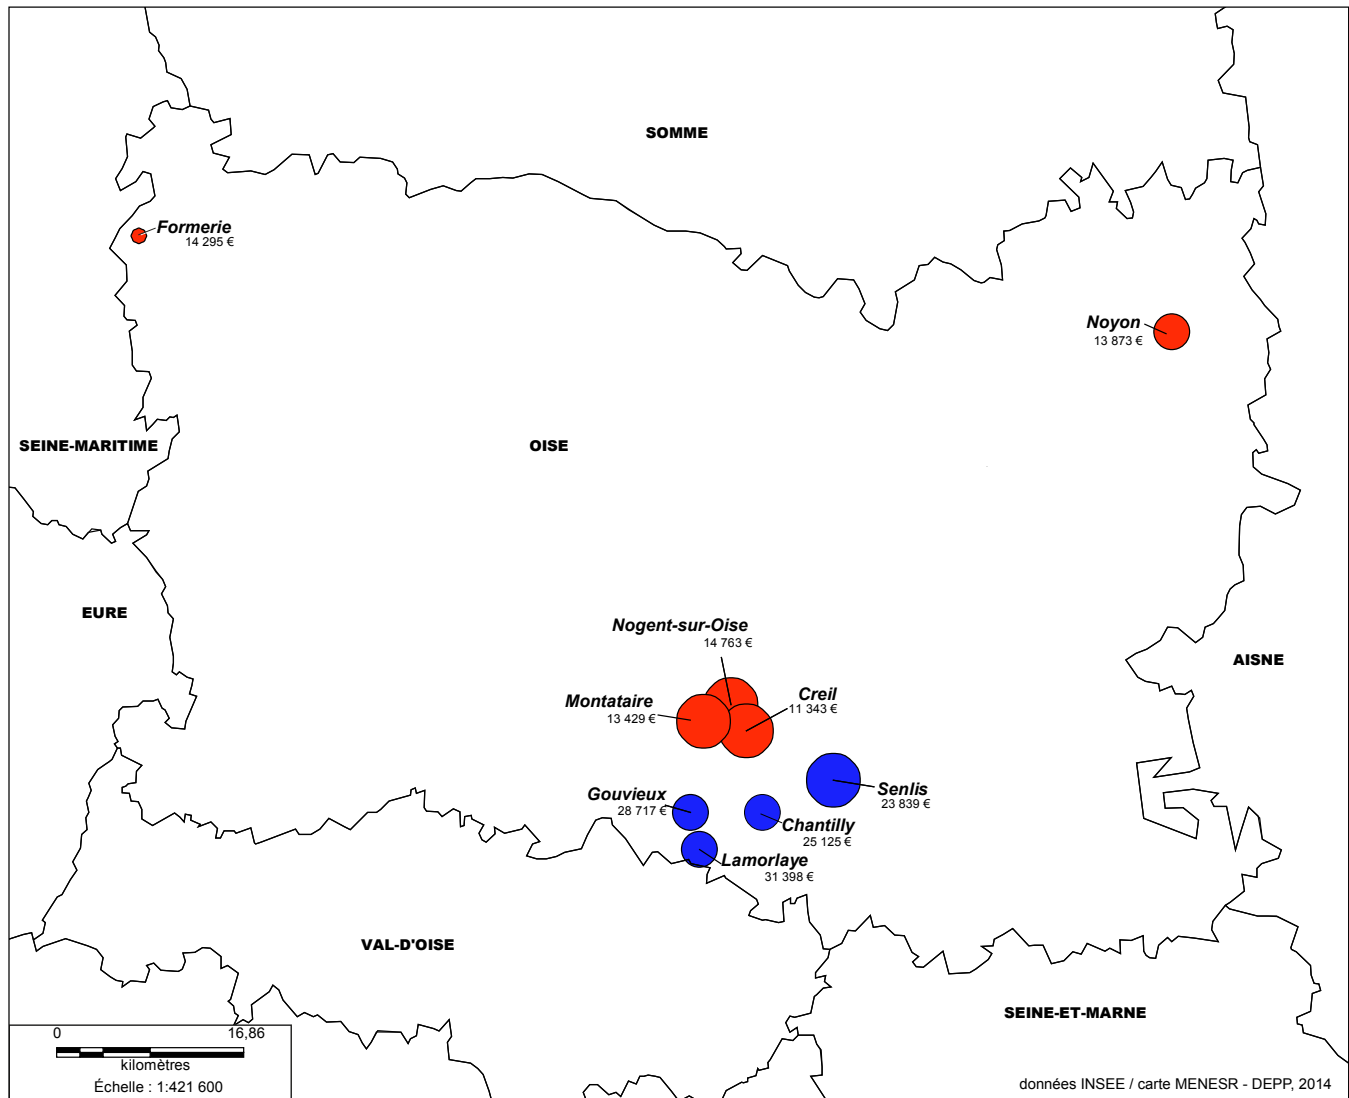 SOMME
Formerie
14 295 €
Noyon
13 873 €
SEINE-MARITIME
OISE
EURE
Nogent-sur-Oise
14 763 €
AISNE
Montataire
13 429 €
Creil
11 343 €
Senlis
23 839 €
Gouvieux
28 717 €
Chantilly
25 125 €
Lamorlaye
31 398 €
VAL-D'OISE
SEINE-ET-MARNE
0 16,86
kilomètres
Échelle : 1:421 600
données INSEE / carte MENESR - DEPP, 2014